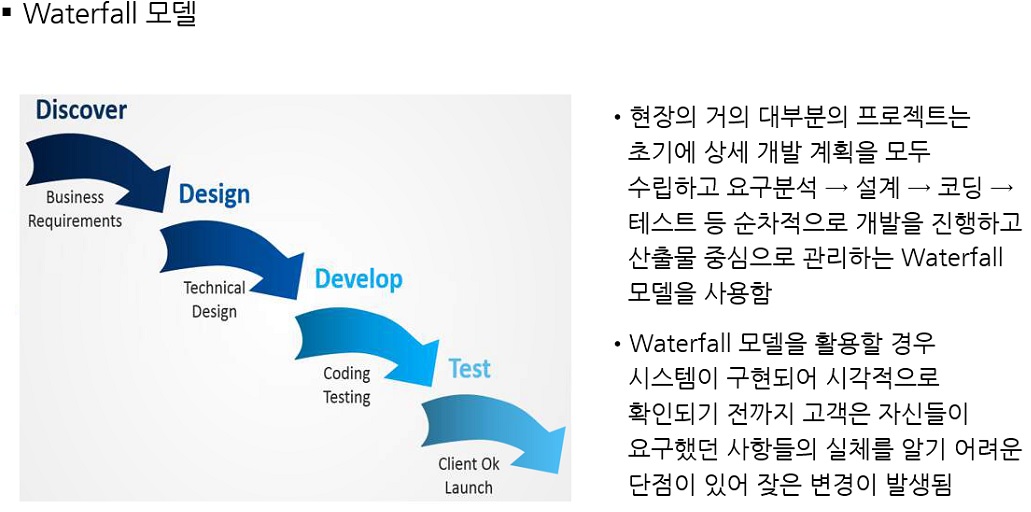 ▪ Waterfall 모델
Discover
Business
Requirements
Design
Technical
Design
Develop
Coding
Testing
Test
Client Ok
Launch
• 현장의 거의 대부분의 프로젝트는
초기에 상세 개발 계획을 모두
수립하고 요구분석 → 설계 → 코딩 →
테스트 등 순차적으로 개발을 진행하고
산출물 중심으로 관리하는 Waterfall
모델을 사용함
• Waterfall 모델을 활용할 경우
시스템이 구현되어 시각적으로
확인되기 전까지 고객은 자신들이
요구했던 사항들의 실체를 알기 어려운
단점이 있어 잦은 변경이 발생됨